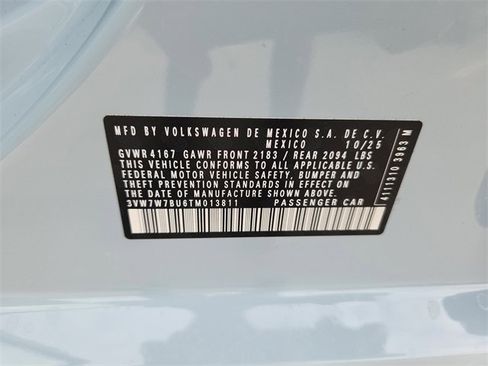 MFD BY VOLKSWAGEN DE MEXICO S.A. DE C.V.
MEXICO 10/25
GVWR 4167 GAWR FRONT 2183 / REAR 2094 LBS
THIS VEHICLE CONFORMS TO ALL APPLICABLE U.S.
FEDERAL MOTOR VEHICLE SAFETY, BUMPER AND
THEFT PREVENTION STANDARDS IN EFFECT ON THE
DATE OF MANUFACTURE SHOWN ABOVE.
3VW7W7BU6TM013811 PASSENGER CAR
4111310 3963 M